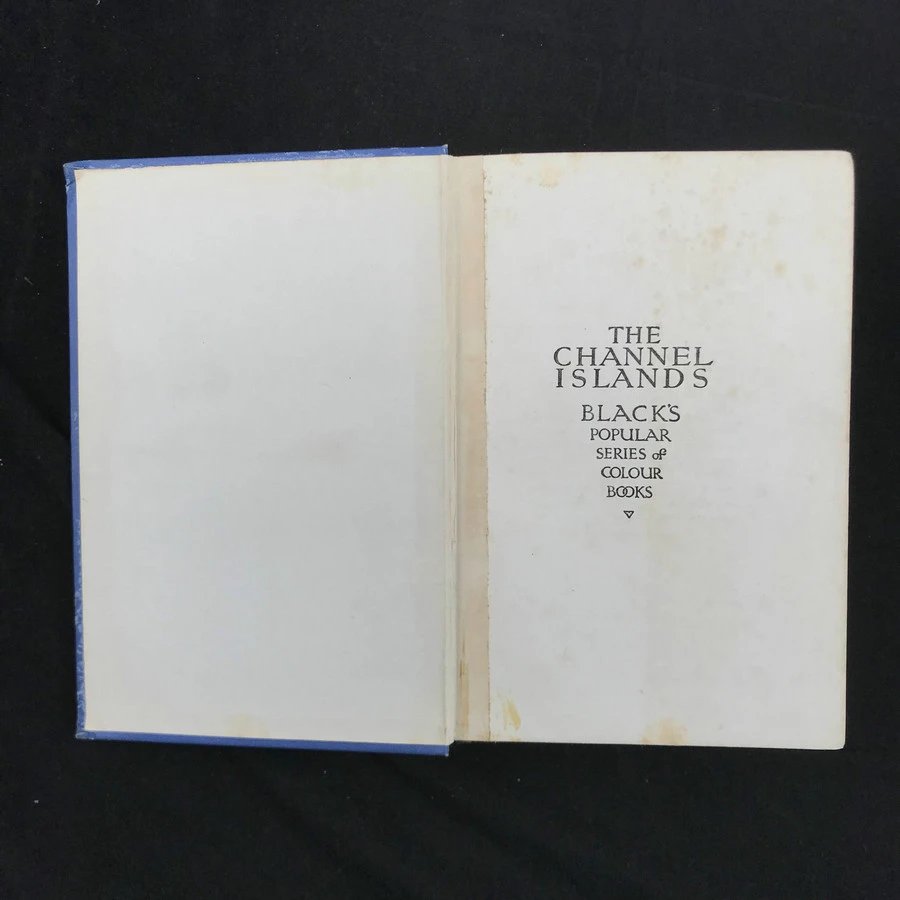 THE
CHANNEL
ISLANDS
BLACK'S
POPULAR
SERIES of
COLOUR
BOOKS